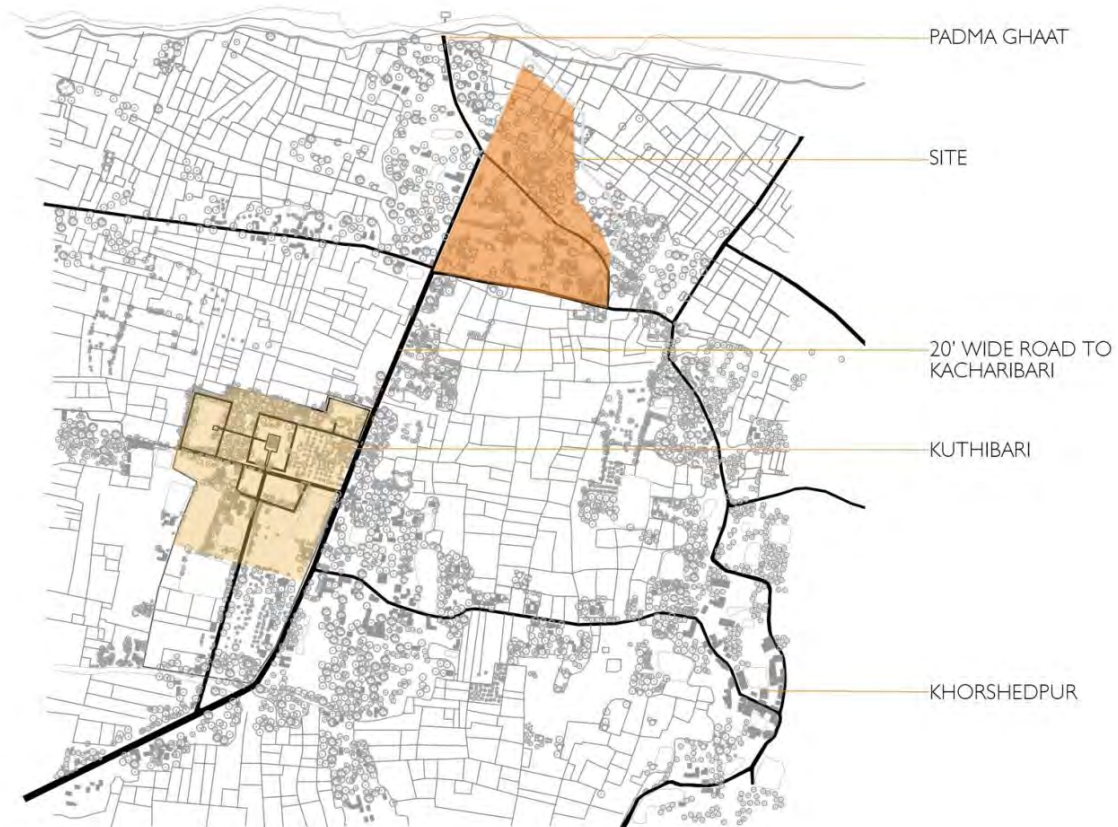 PADMA GHAAT
SITE
20' WIDE ROAD TO
KACHARIBARI
KUTHIBARI
KHORSHEDPUR